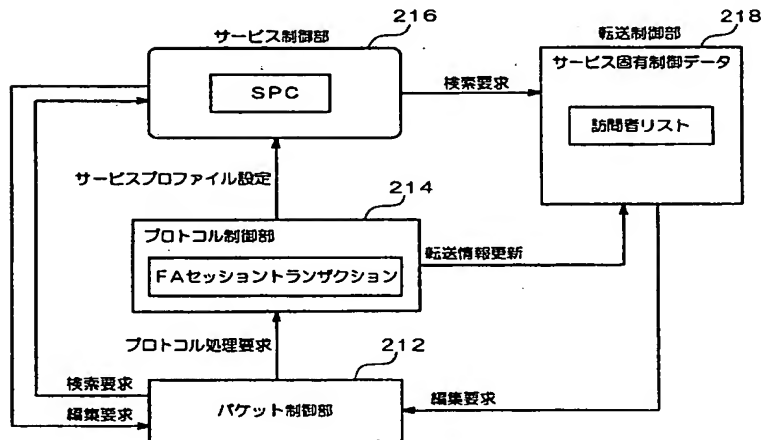 216
サービス制御部
SPC
検索要求
218
転送制御部
サービス固有制御データ
訪問者リスト
サービスプロファイル設定
214
プロトコル制御部
FAセッショントランザクション
転送情報更新
プロトコル処理要求
212
検索要求
編集要求
パケット制御部
編集要求